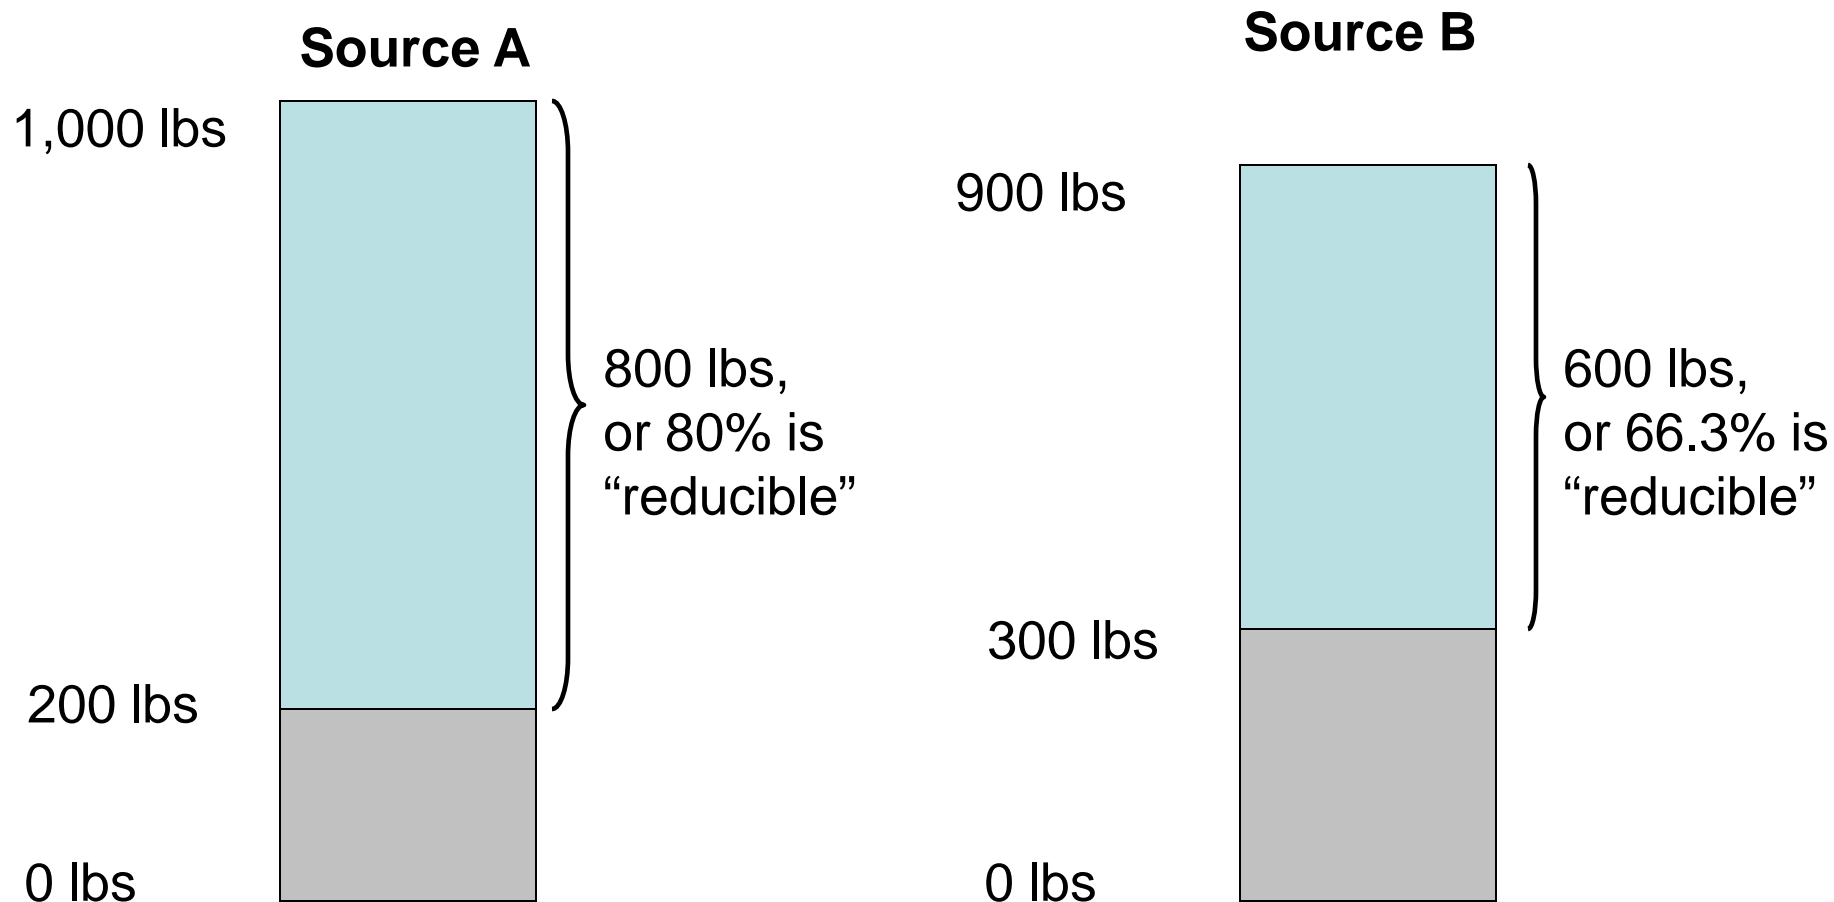 Source A
1,000 lbs
800 lbs,
or 80% is
“reducible”
200 lbs
0 lbs
Source B
900 lbs
600 lbs,
or 66.3% is
“reducible”
300 lbs
0 lbs